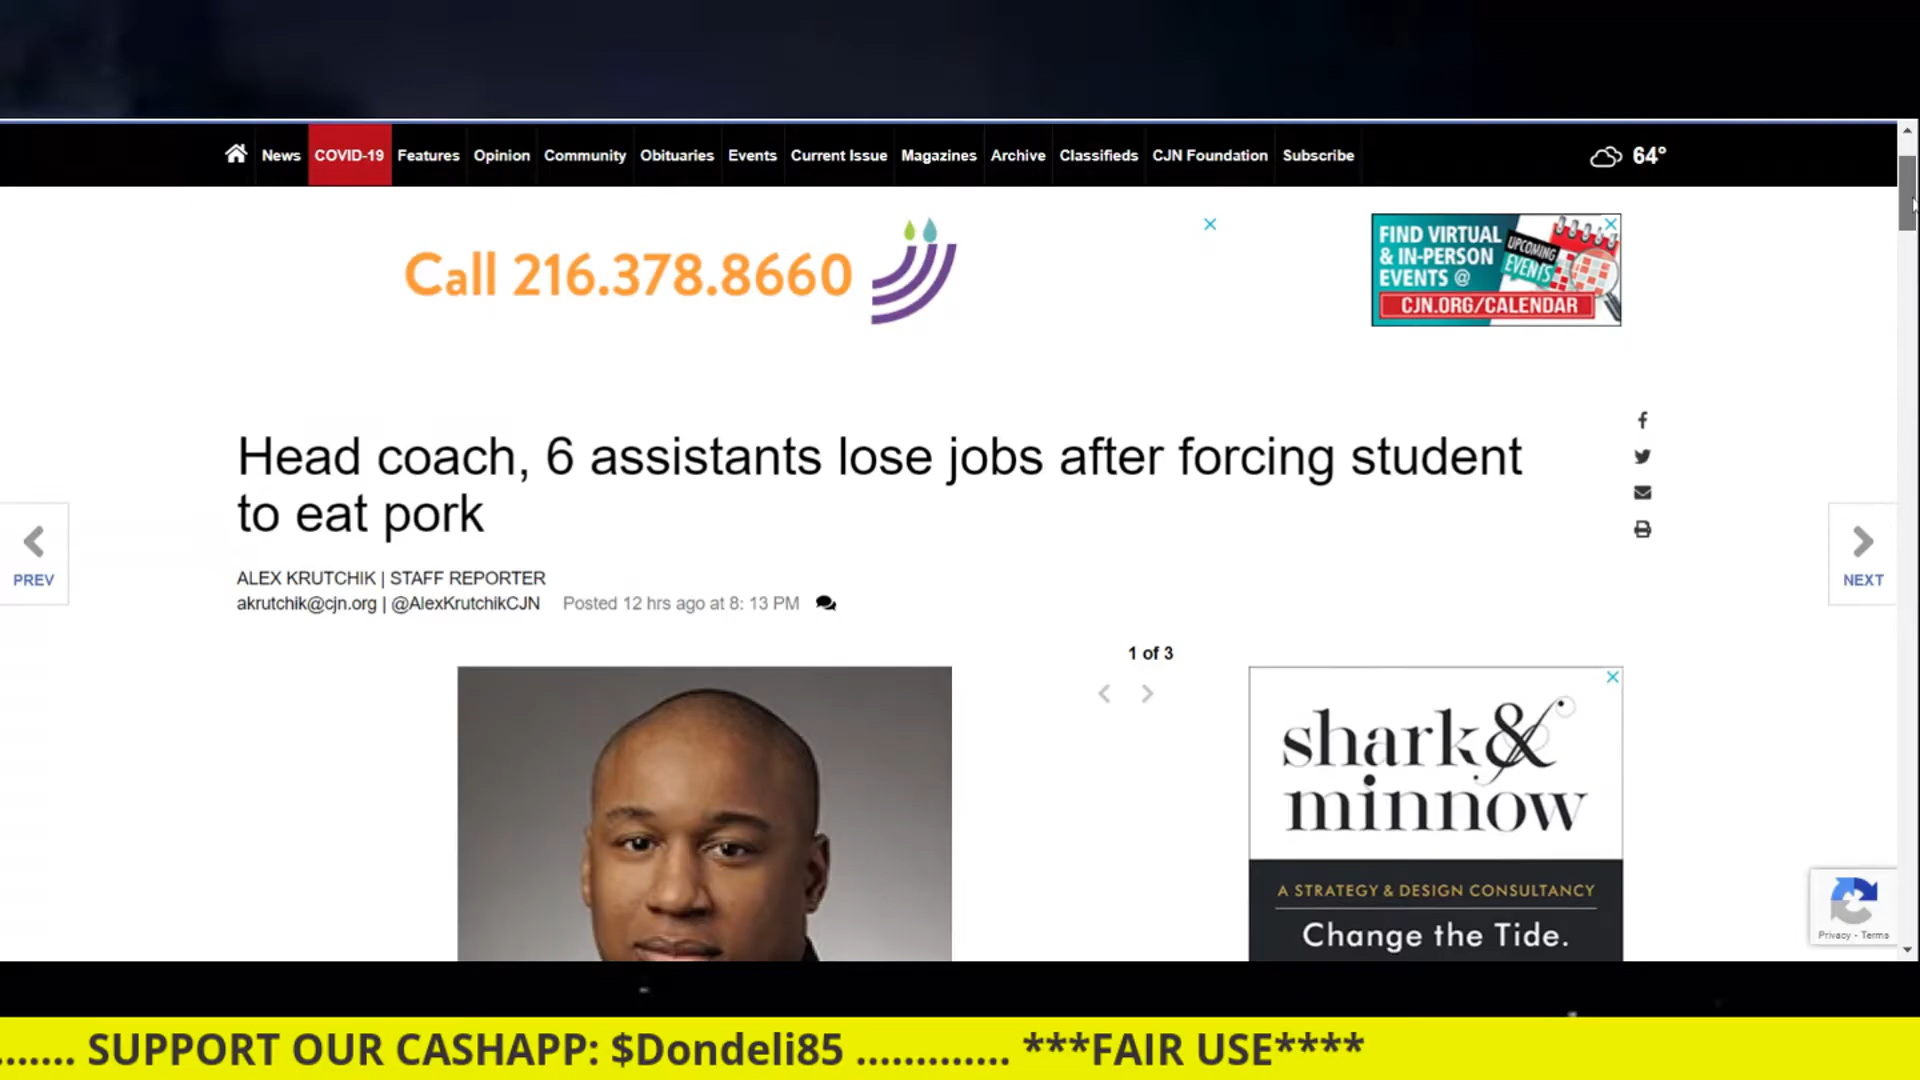 News COVID-19 Features Opinion Community Obituaries Events Current Issue Magazines Archive Classifieds CJN Foundation Subscribe 64°
Call 216.378.8660
FIND VIRTUAL
& IN-PERSON
EVENTS @
UPCOMING
EVENTS
CJN.ORG/CALENDAR
Head coach, 6 assistants lose jobs after forcing student
to eat pork
PREV
NEXT
ALEX KRUTCHIK | STAFF REPORTER
akrutchik@cjn.org | @AlexKrutchikCJN Posted 12 hrs ago at 8: 13 PM
1 of 3
shark&
minnow
A STRATEGY & DESIGN CONSULTANCY
Change the Tide.
Privacy - Terms
....... SUPPORT OUR CASHAPP: $Dondeli85 ............. ***FAIR USE****